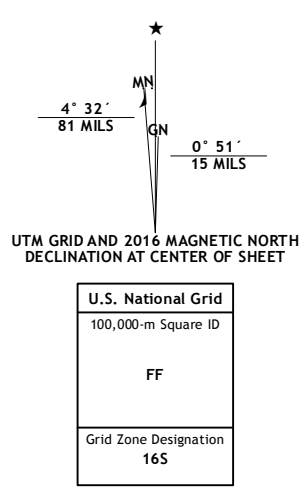 MN
4° 32´
81 MILS
GN
0° 51´
15 MILS
UTM GRID AND 2016 MAGNETIC NORTH
DECLINATION AT CENTER OF SHEET
U.S. National Grid
100,000-m Square ID
FF
Grid Zone Designation
16S